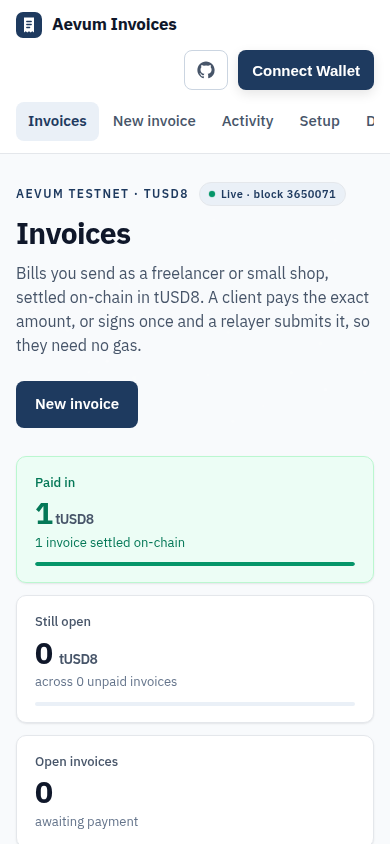 Aevum Invoices
Connect Wallet
Invoices New invoice Activity Setup D
AEVUM TESTNET · TUSD8 Live · block 3650071
Invoices
Bills you send as a freelancer or small shop,
settled on-chain in tUSD8. A client pays the exact
amount, or signs once and a relayer submits it, so
they need no gas.
New invoice
Paid in
1 tUSD8
1 invoice settled on-chain
Still open
0 tUSD8
across 0 unpaid invoices
Open invoices
0
awaiting payment